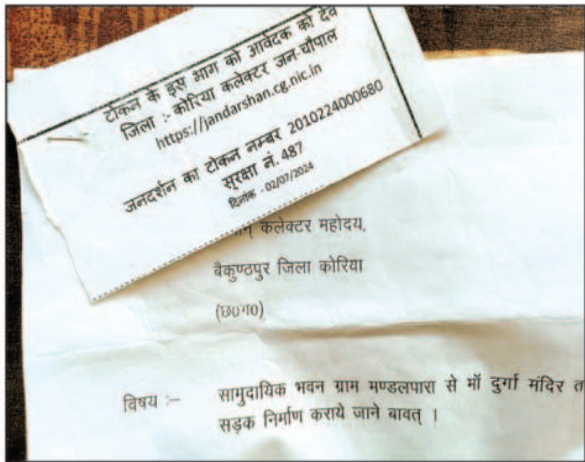 टोकन के इस भाग को आवेदक को देवे
जिला :- कोरिया कलेक्टर जन-चौपाल
https://jandarshan.cg.nic.in
जनदर्शन का टोकन नम्बर 2010224000680
सुरक्षा नं. 487
दिनांक - 02/07/2024
कलेक्टर महोदय,
वैकुण्ठपुर जिला कोरिया
(छ०ग०)
विषय :- सामुदायिक भवन ग्राम मण्डलपारा से माँ दुर्गा मंदिर
सड़क निर्माण कराये जाने बावत् ।